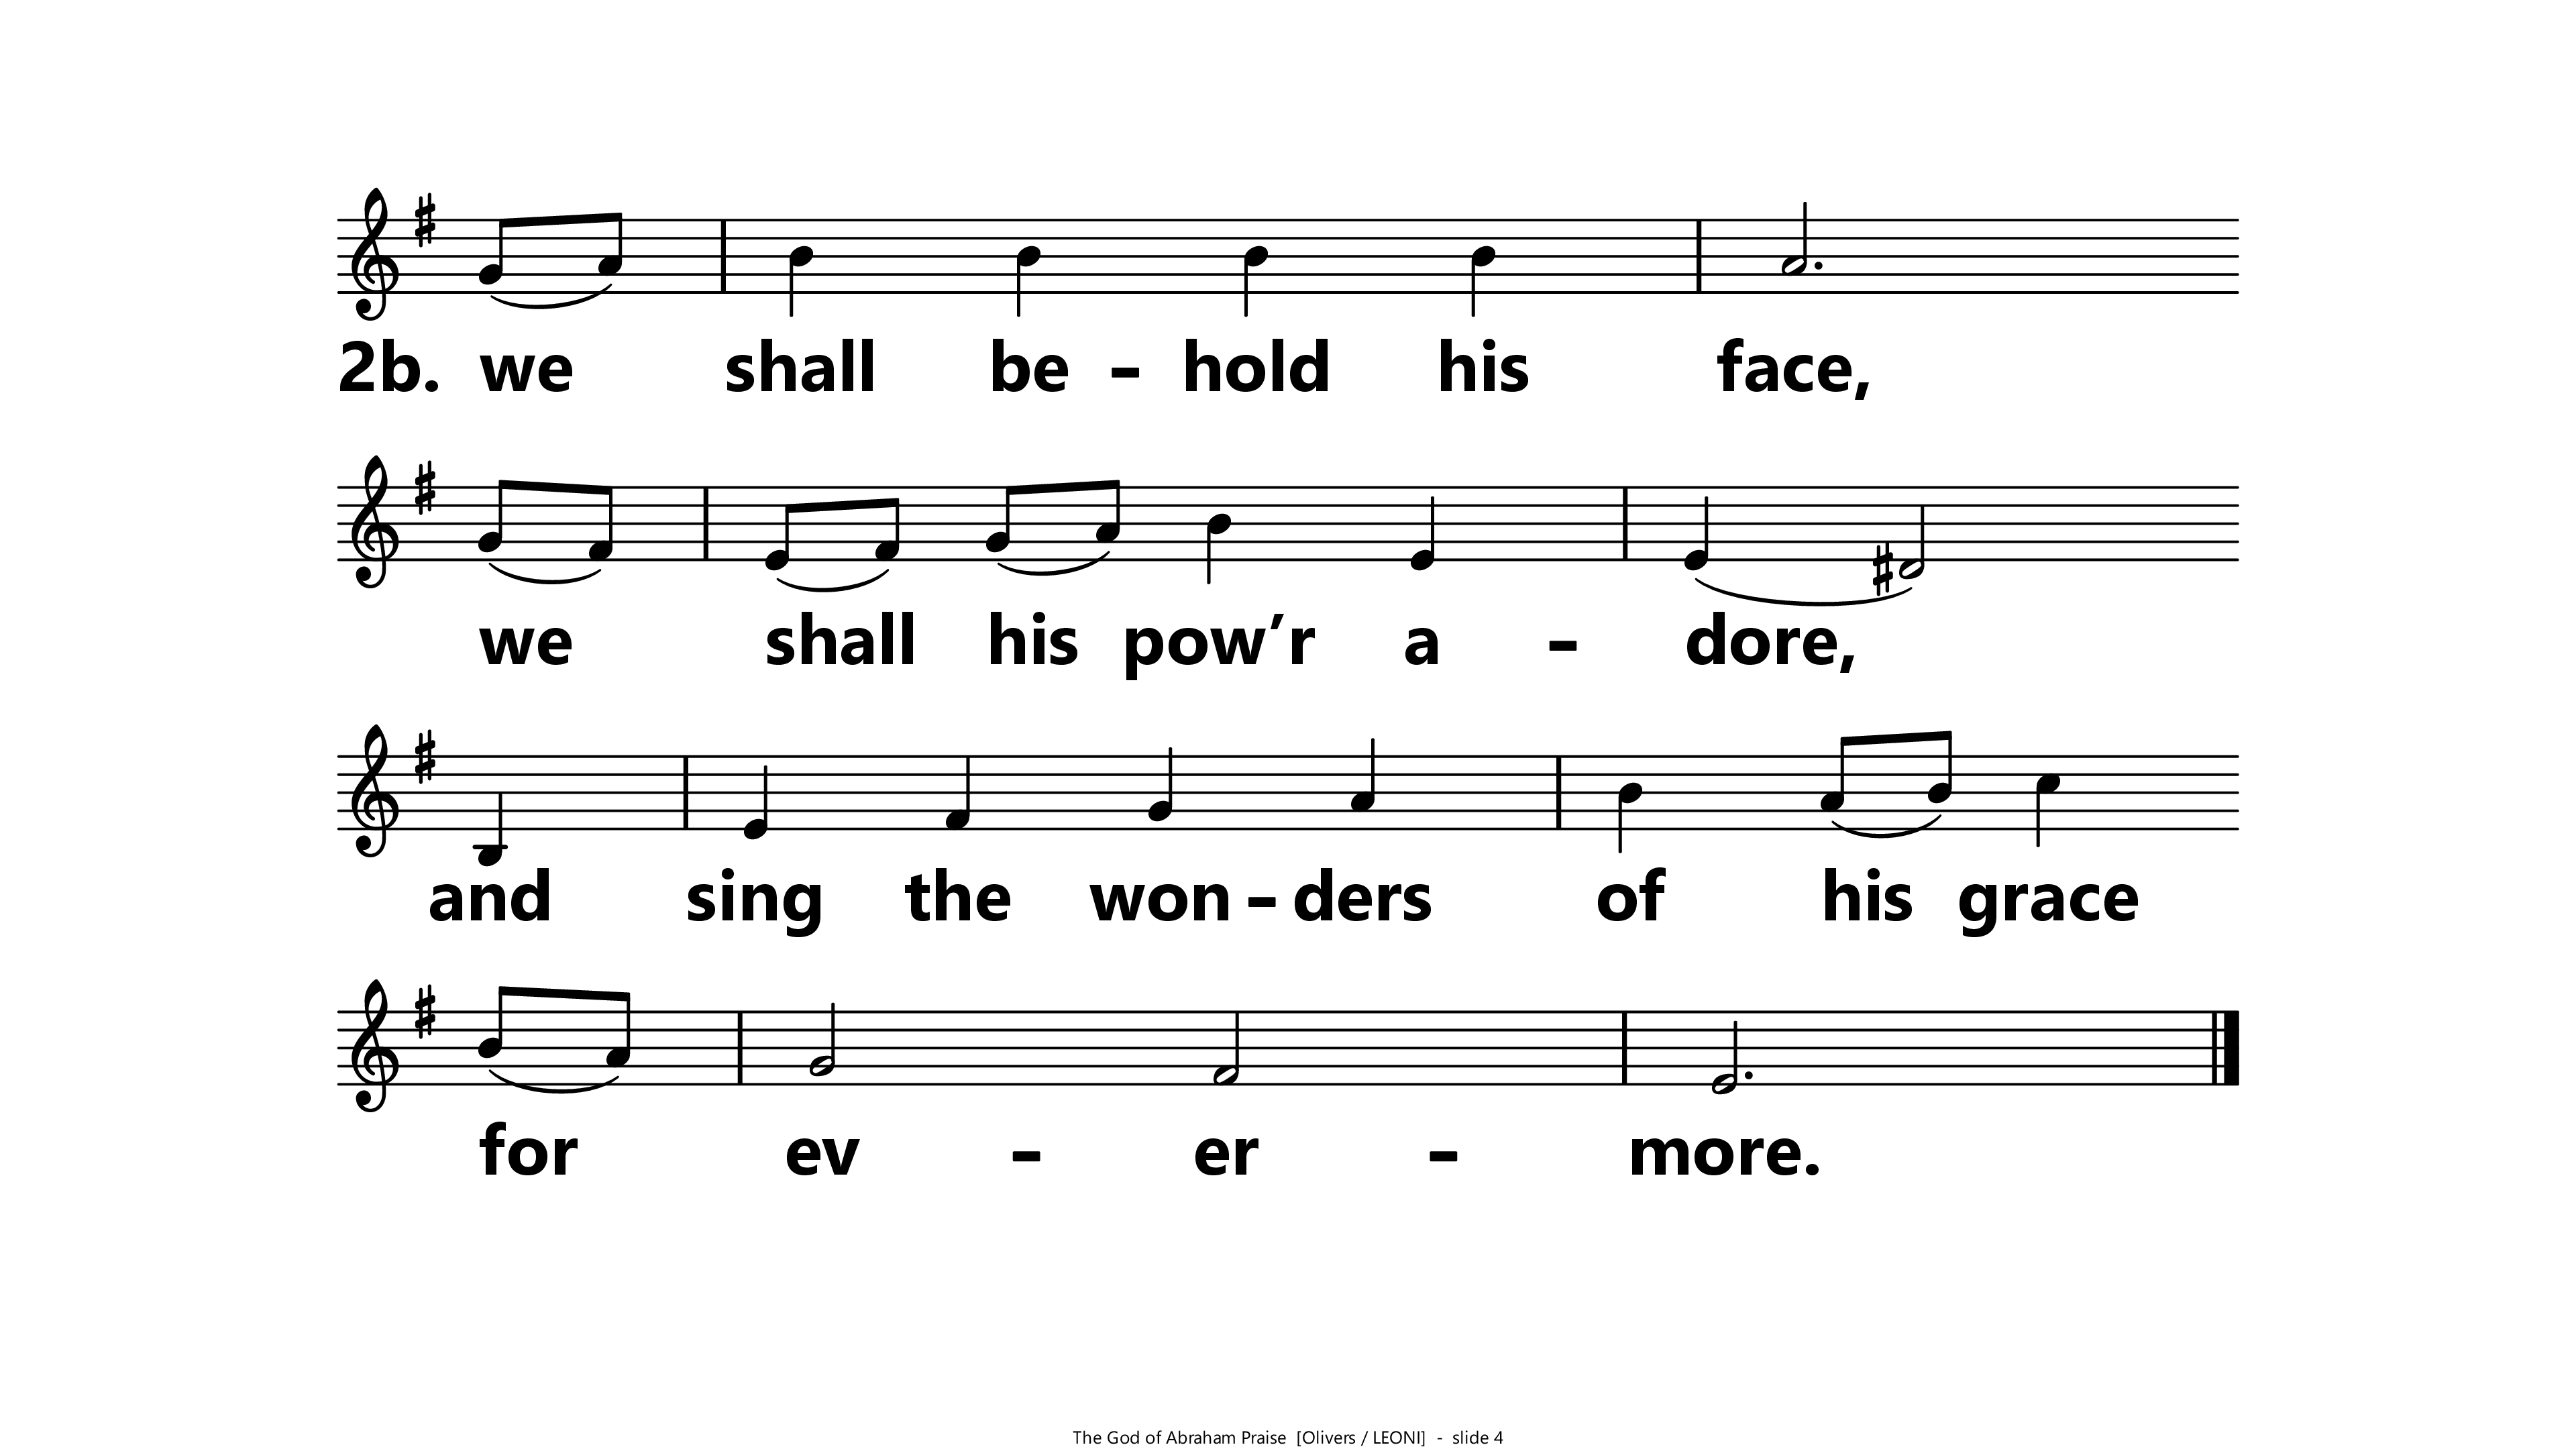 2b. we shall be - hold his face,
we shall his pow’r a - dore,
and sing the won - ders of his grace
for ev - er - more.
The God of Abraham Praise [Olivers / LEONI] - slide 4